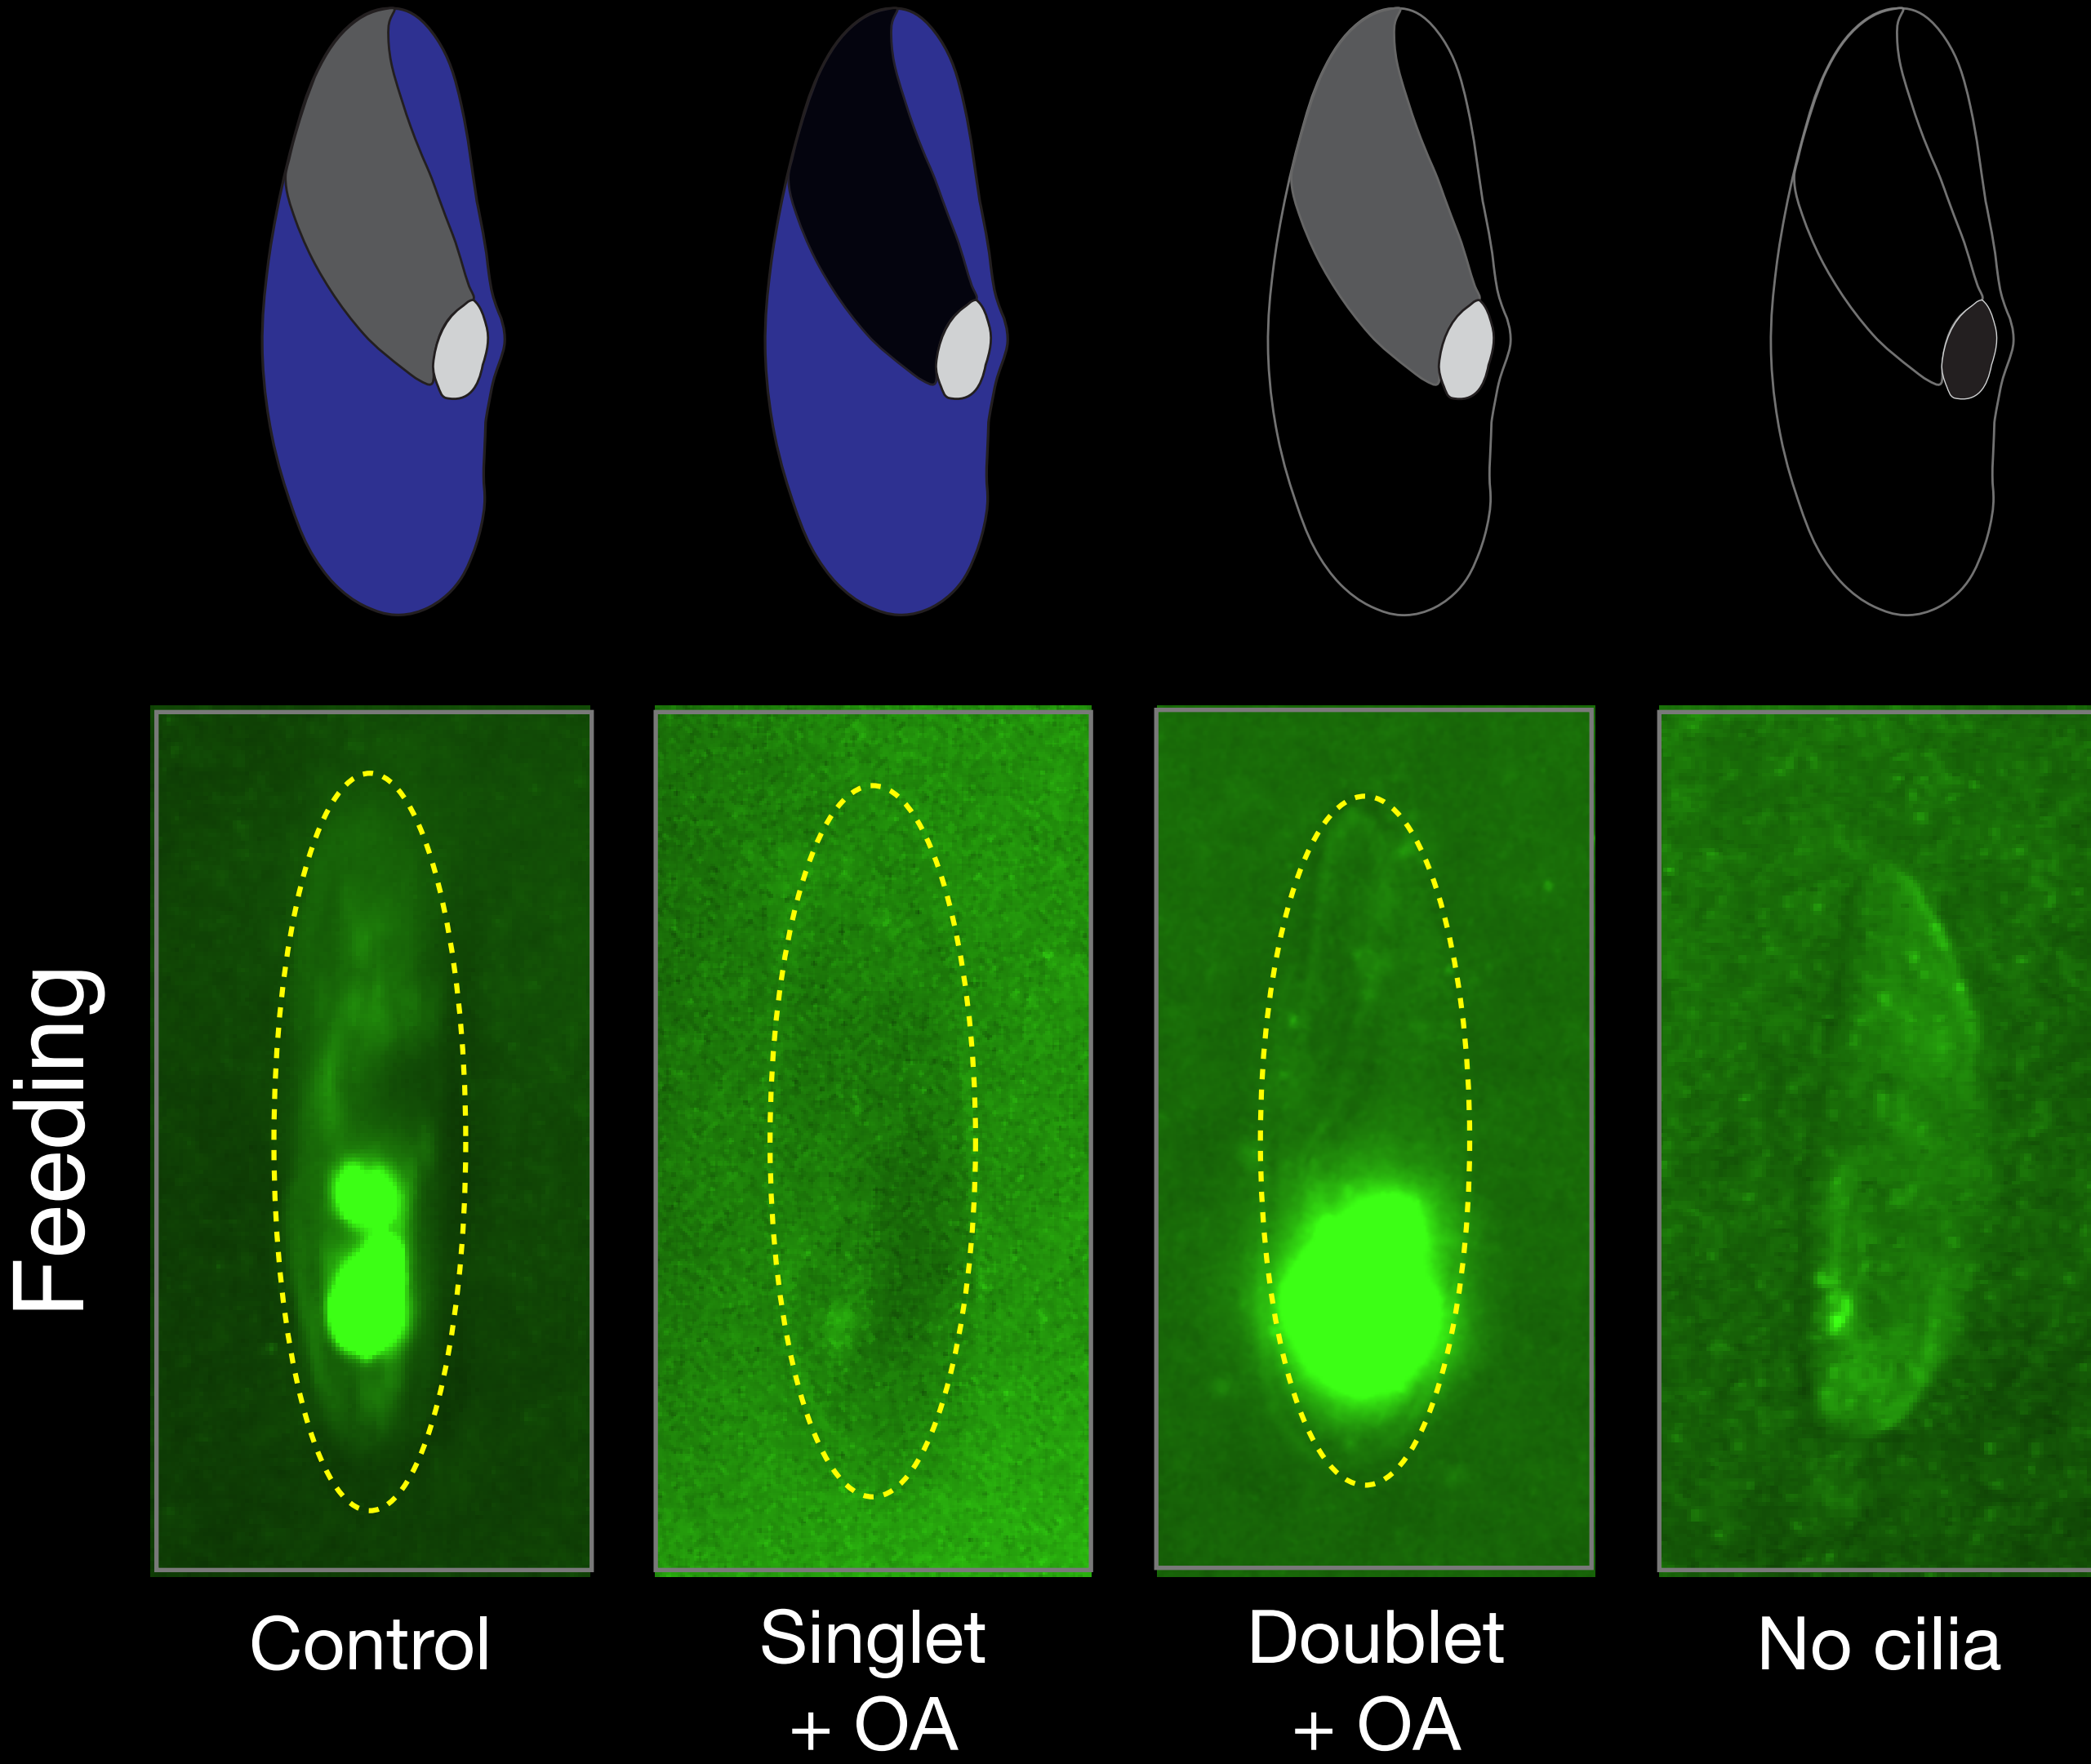 Feeding
Control
Singlet
+ OA
Doublet
+ OA
No cilia